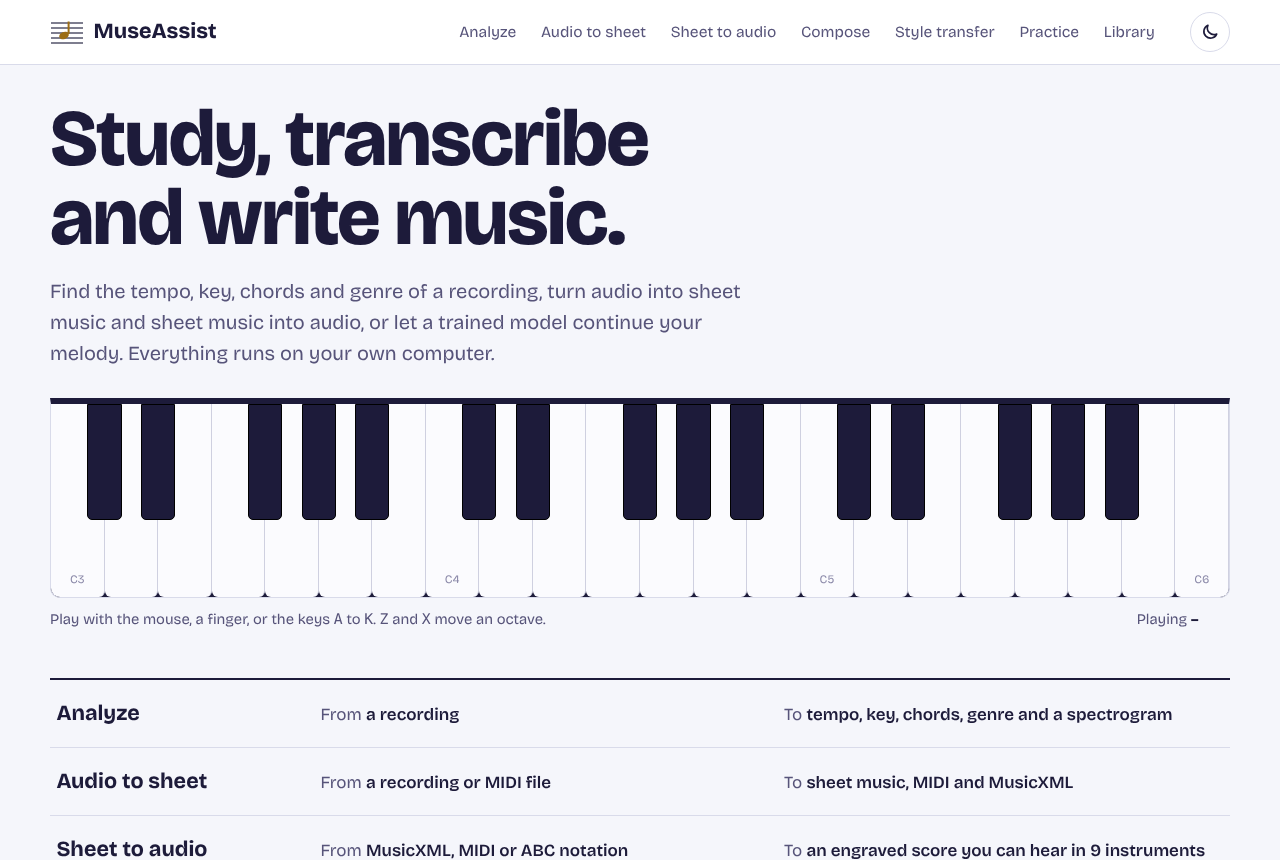 MuseAssist
Analyze Audio to sheet Sheet to audio Compose Style transfer Practice Library
Study, transcribe
and write music.
Find the tempo, key, chords and genre of a recording, turn audio into sheet
music and sheet music into audio, or let a trained model continue your
melody. Everything runs on your own computer.
C3 C4 C5 C6
Play with the mouse, a finger, or the keys A to K. Z and X move an octave.
Playing –
Analyze From a recording To tempo, key, chords, genre and a spectrogram
Audio to sheet From a recording or MIDI file To sheet music, MIDI and MusicXML
Sheet to audio From MusicXML, MIDI or ABC notation To an engraved score you can hear in 9 instruments